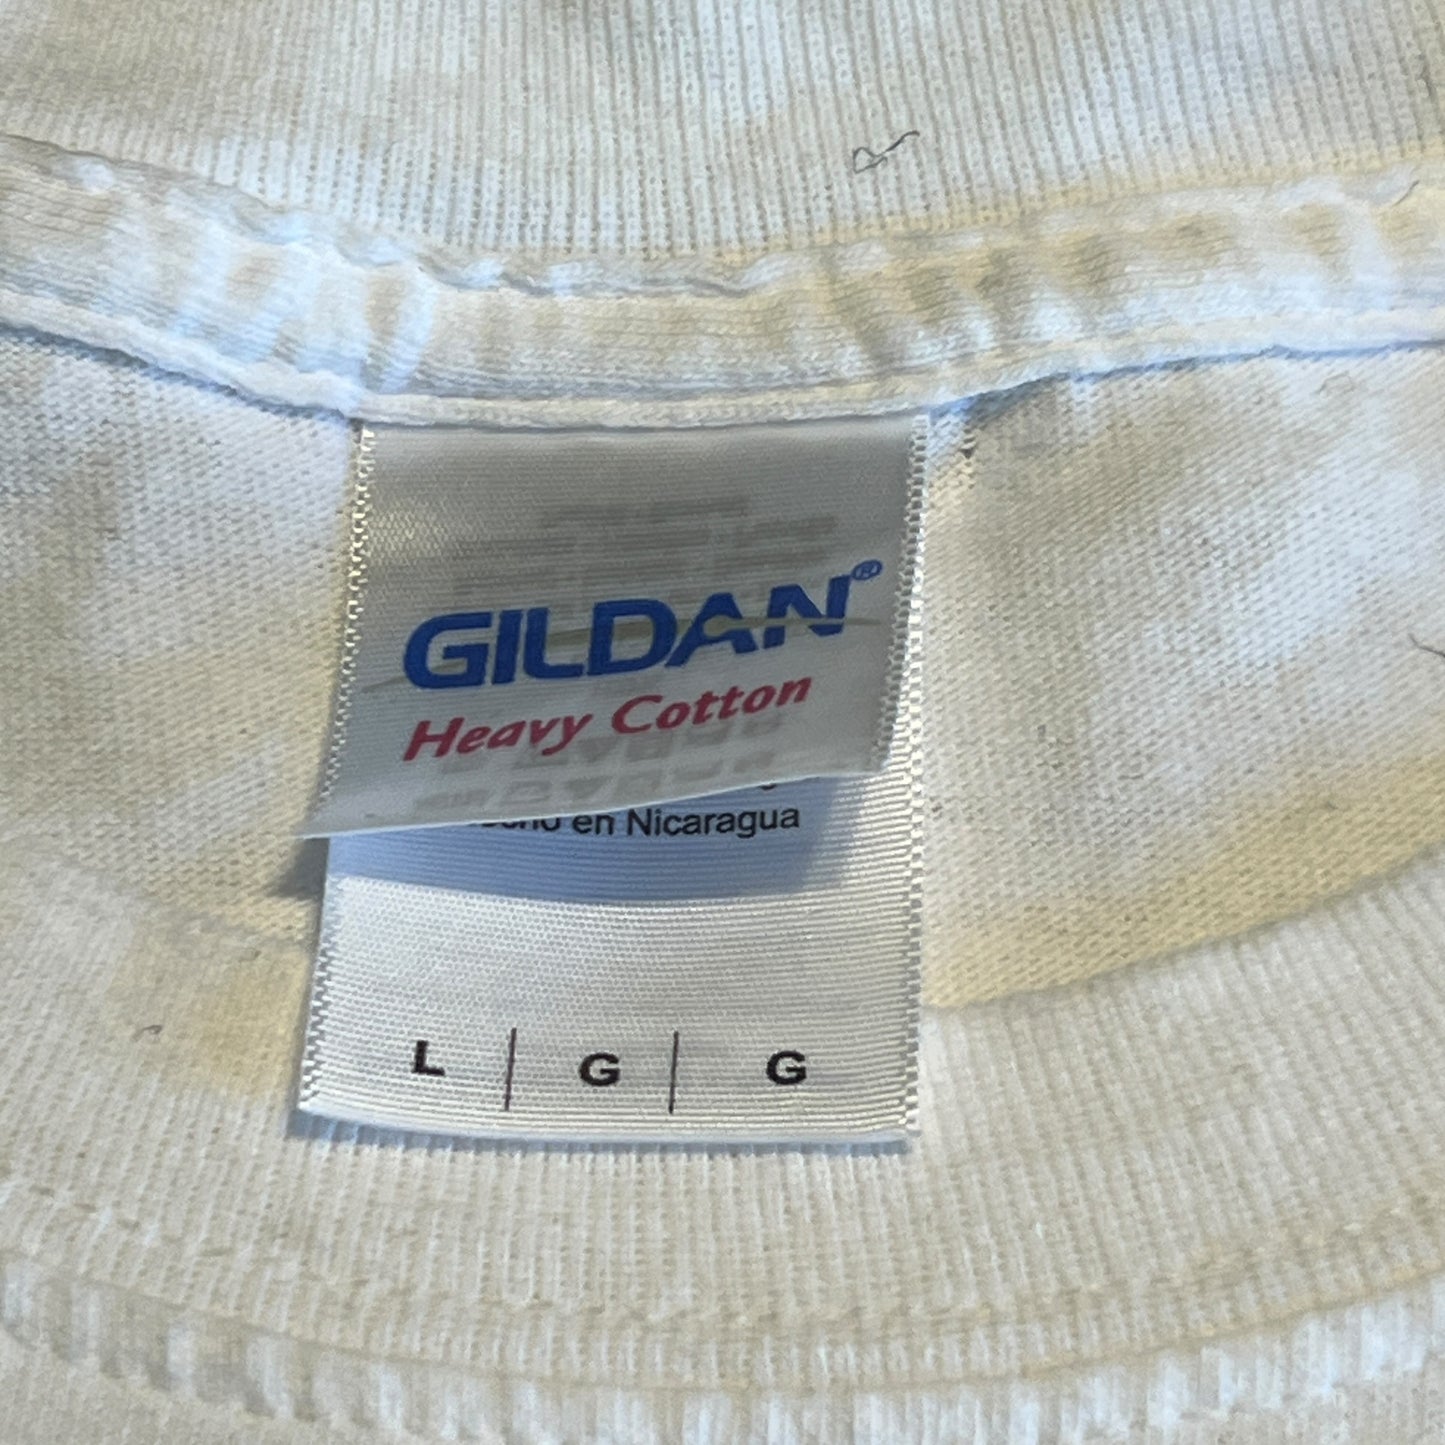 GILDAN®
Heavy Cotton
en Nicaragua
L | G | G